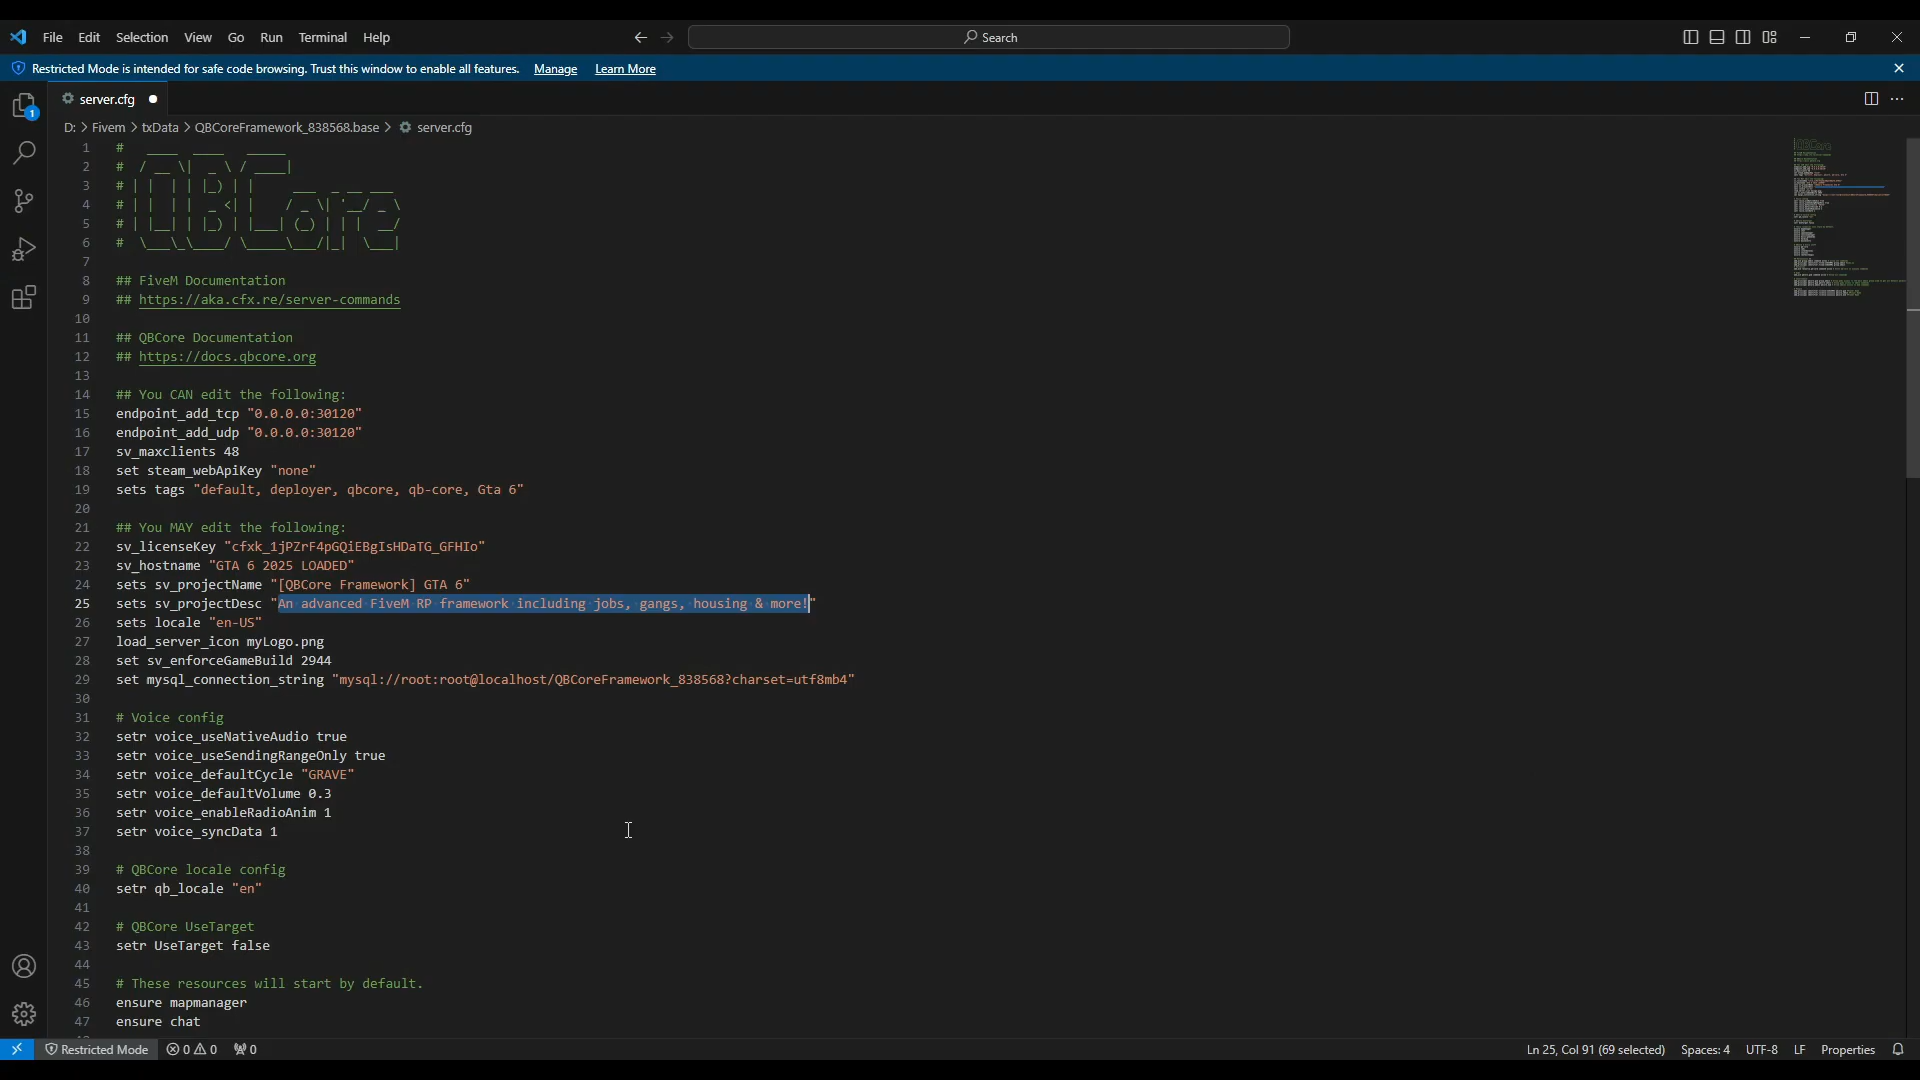 File Edit Selection View Go Run Terminal Help
Search
Restricted Mode is intended for safe code browsing. Trust this window to enable all features. Manage Learn More
server.cfg
D: > Fivem > txData > QBCoreFramework_838568.base > server.cfg
1 #   ____  ____   _____
2 #  / __ \|  _ \ / ____|
3 # | |  | | |_) | |     ___  _ __ ___
4 # | |  | |  _ <| |    / _ \| '__/ _ \
5 # | |__| | |_) | |___| (_) | | |  __/
6 #  \___\_\____/ \_____\___/|_|  \___|
7
8 ## FiveM Documentation
9 ## https://aka.cfx.re/server-commands
10
11 ## QBCore Documentation
12 ## https://docs.qbcore.org
13
14 ## You CAN edit the following:
15 endpoint_add_tcp "0.0.0.0:30120"
16 endpoint_add_udp "0.0.0.0:30120"
17 sv_maxclients 48
18 set steam_webApiKey "none"
19 sets tags "default, deployer, qbcore, qb-core, Gta 6"
20
21 ## You MAY edit the following:
22 sv_licenseKey "cfxk_1jPZrF4pGQiEBgIsHDaTG_GFHIo"
23 sv_hostname "GTA 6 2025 LOADED"
24 sets sv_projectName "[QBCore Framework] GTA 6"
25 sets sv_projectDesc "An advanced FiveM RP framework including jobs, gangs, housing & more!"
26 sets locale "en-US"
27 load_server_icon myLogo.png
28 set sv_enforceGameBuild 2944
29 set mysql_connection_string "mysql://root:root@localhost/QBCoreFramework_838568?charset=utf8mb4"
30
31 # Voice config
32 setr voice_useNativeAudio true
33 setr voice_useSendingRangeOnly true
34 setr voice_defaultCycle "GRAVE"
35 setr voice_defaultVolume 0.3
36 setr voice_enableRadioAnim 1
37 setr voice_syncData 1
38
39 # QBCore locale config
40 setr qb_locale "en"
41
42 # QBCore UseTarget
43 setr UseTarget false
44
45 # These resources will start by default.
46 ensure mapmanager
47 ensure chat
Restricted Mode 0 0 0 Ln 25, Col 91 (69 selected) Spaces: 4 UTF-8 LF Properties